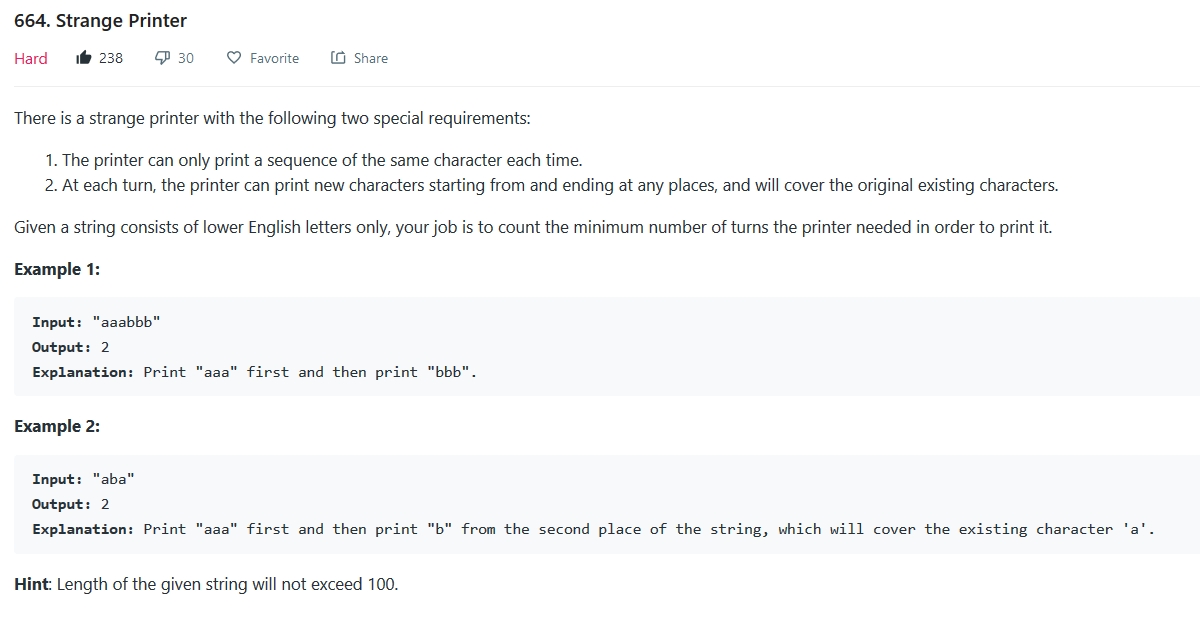 664. Strange Printer
Hard 238 30 Favorite Share
There is a strange printer with the following two special requirements:
1. The printer can only print a sequence of the same character each time.
2. At each turn, the printer can print new characters starting from and ending at any places, and will cover the original existing characters.
Given a string consists of lower English letters only, your job is to count the minimum number of turns the printer needed in order to print it.
Example 1:
Input: "aaabbb"
Output: 2
Explanation: Print "aaa" first and then print "bbb".
Example 2:
Input: "aba"
Output: 2
Explanation: Print "aaa" first and then print "b" from the second place of the string, which will cover the existing character 'a'.
Hint: Length of the given string will not exceed 100.